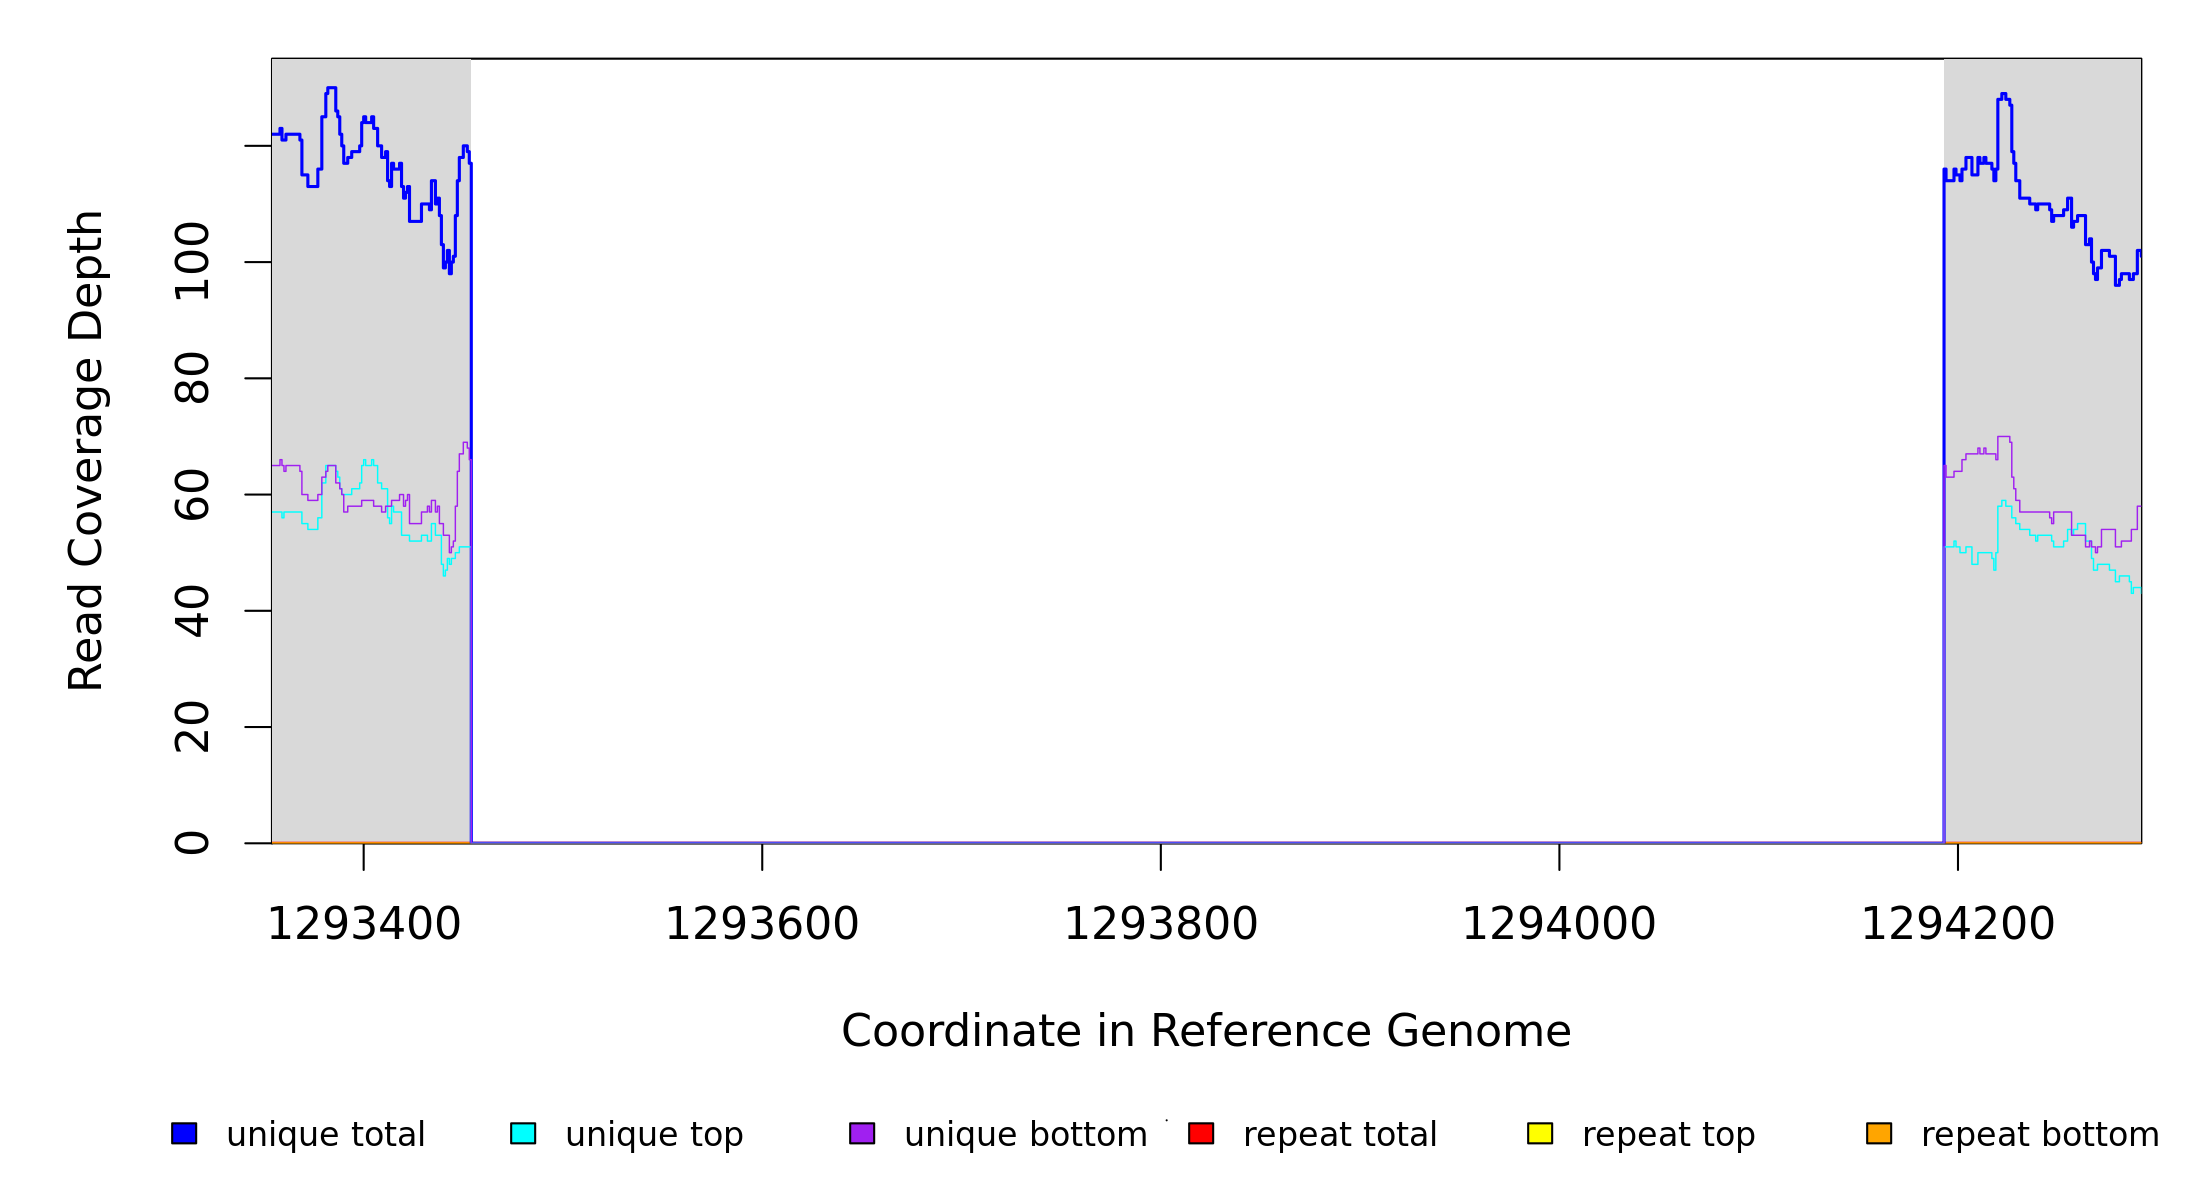 Read Coverage Depth
100
80
60
40
20
0
1293400 1293600 1293800 1294000 1294200
Coordinate in Reference Genome
unique total unique top unique bottom repeat total repeat top repeat bottom